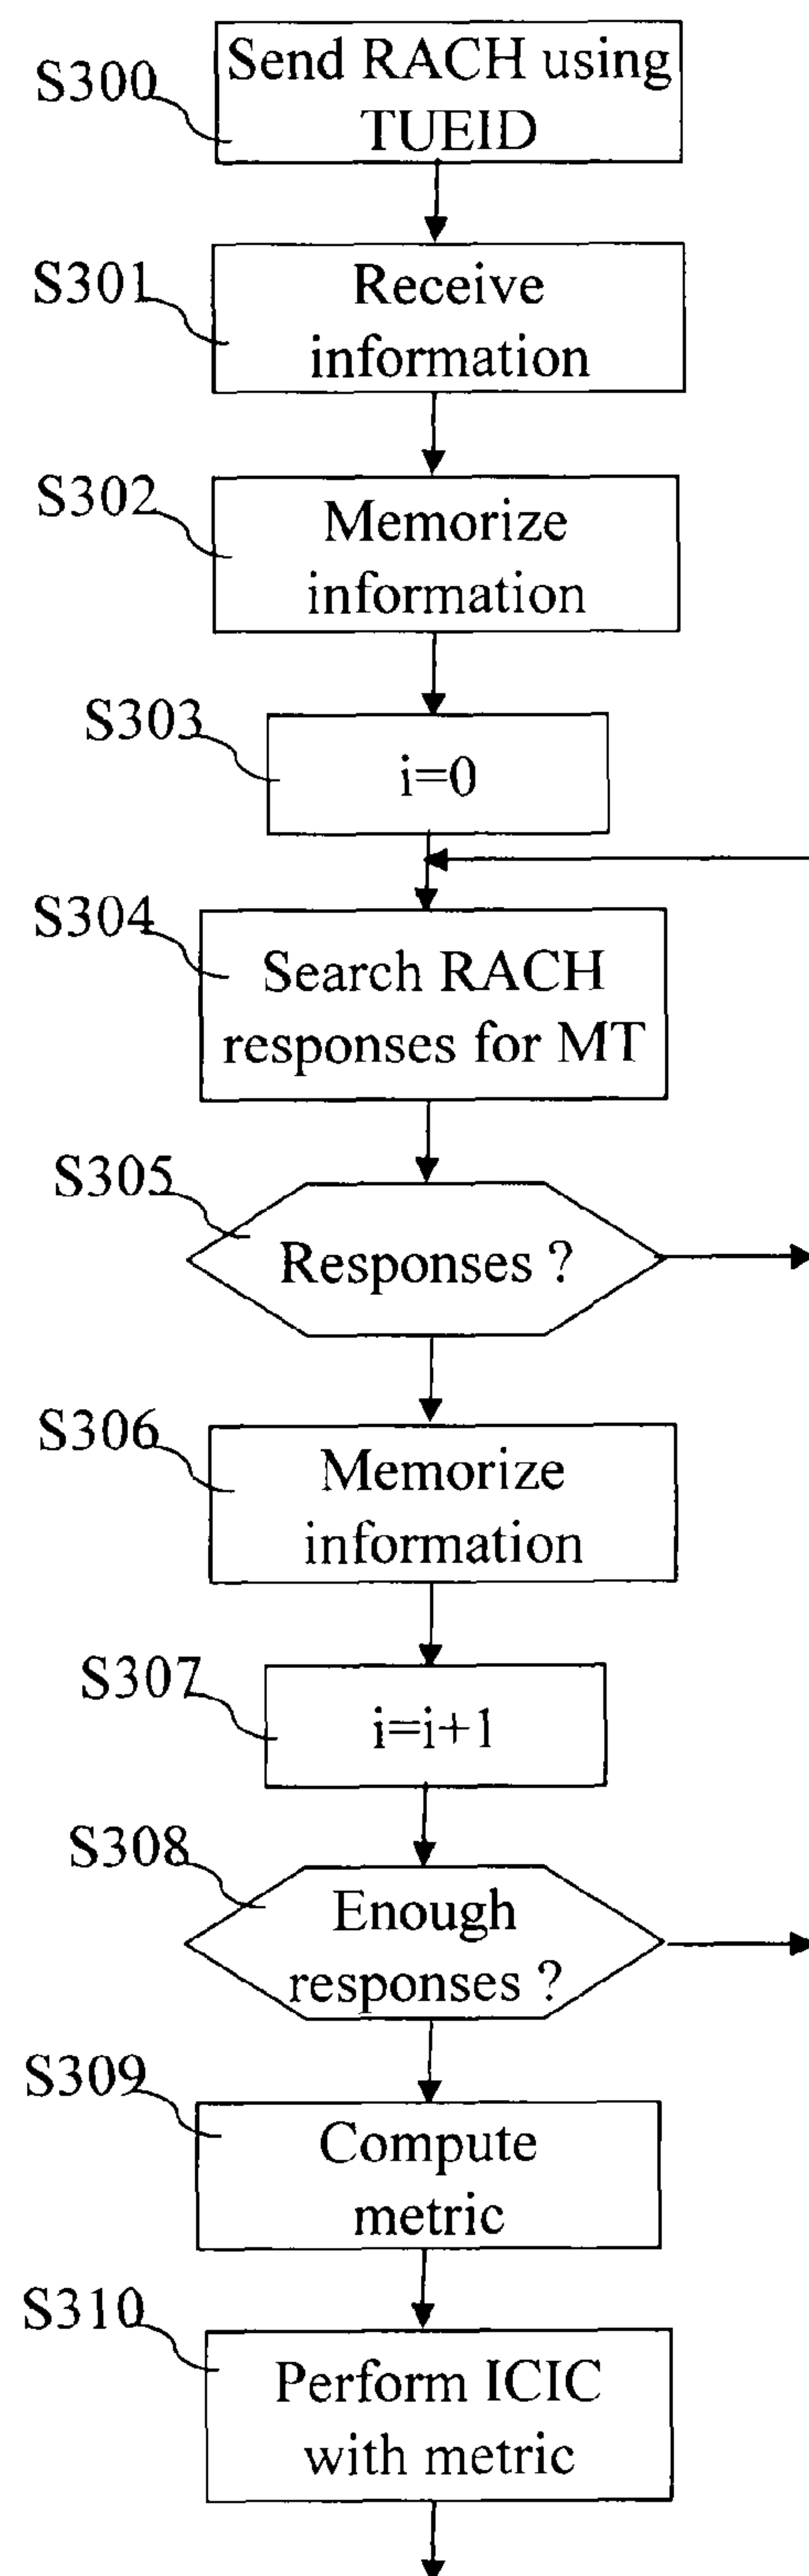 S300
Send RACH using
TUEID
S301
Receive
information
S302
Memorize
information
S303
i=0
S304
Search RACH
responses for MT
S305
Responses ?
S306
Memorize
information
S307
i=i+1
S308
Enough
responses ?
S309
Compute
metric
S310
Perform ICIC
with metric